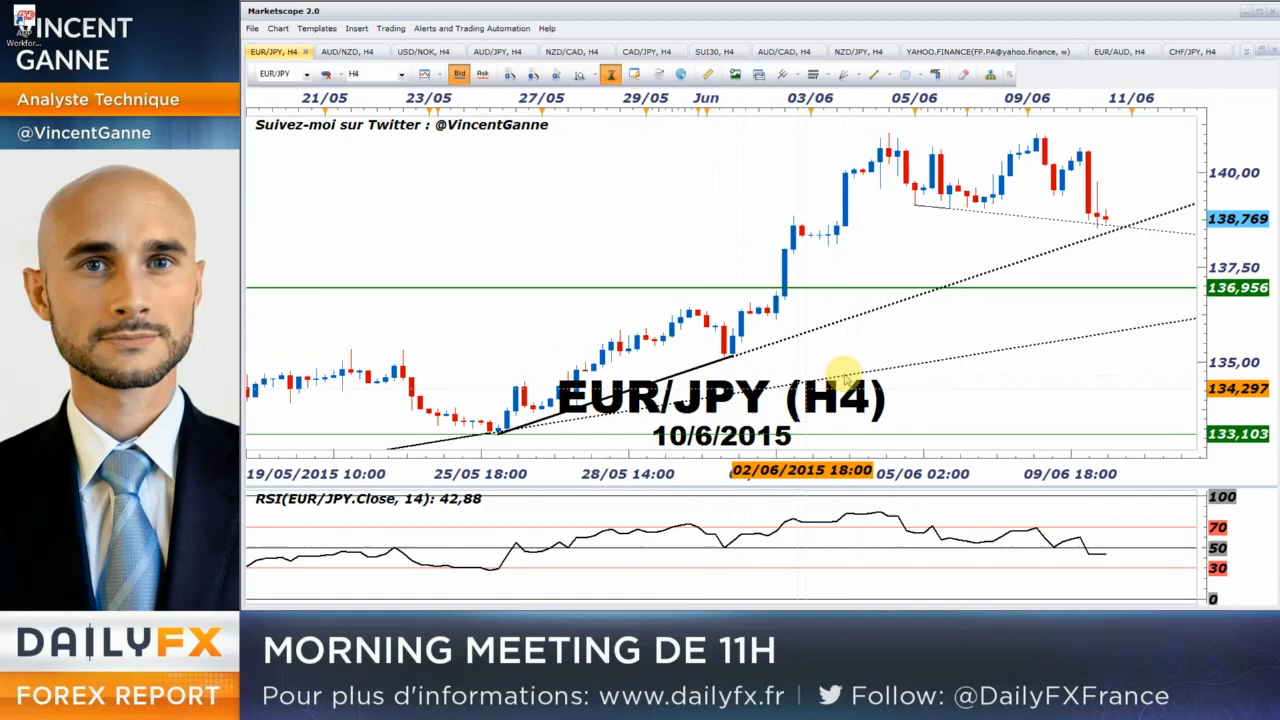 VINCENT
GANNE
Analyste Technique
@VincentGanne
Marketscope 2.0
File Chart Templates Insert Trading Alerts and Trading Automation Help
EUR/JPY, H4 AUD/NZD, H4 USD/NOK, H4 AUD/JPY, H4 NZD/CAD, H4 CAD/JPY, H4 SUI30, H4 AUD/CAD, H4 NZD/JPY, H4 YAHOO.FINANCE(FP.PA@yahoo.finance, w) EUR/AUD, H4 CHF/JPY, H4
EUR/JPY H4 Bid Ask
21/05 23/05 27/05 29/05 Jun 03/06 05/06 09/06 11/06
Suivez-moi sur Twitter : @VincentGanne
140,00
138,769
137,50
136,956
135,00
134,297
133,103
EUR/JPY (H4)
10/6/2015
19/05/2015 10:00 25/05 18:00 28/05 14:00 02/06/2015 18:00 05/06 02:00 09/06 18:00
RSI(EUR/JPY.Close, 14): 42,88
100
70
50
30
0
DAILYFX
FOREX REPORT
MORNING MEETING DE 11H
Pour plus d'informations: www.dailyfx.fr | Follow: @DailyFXFrance